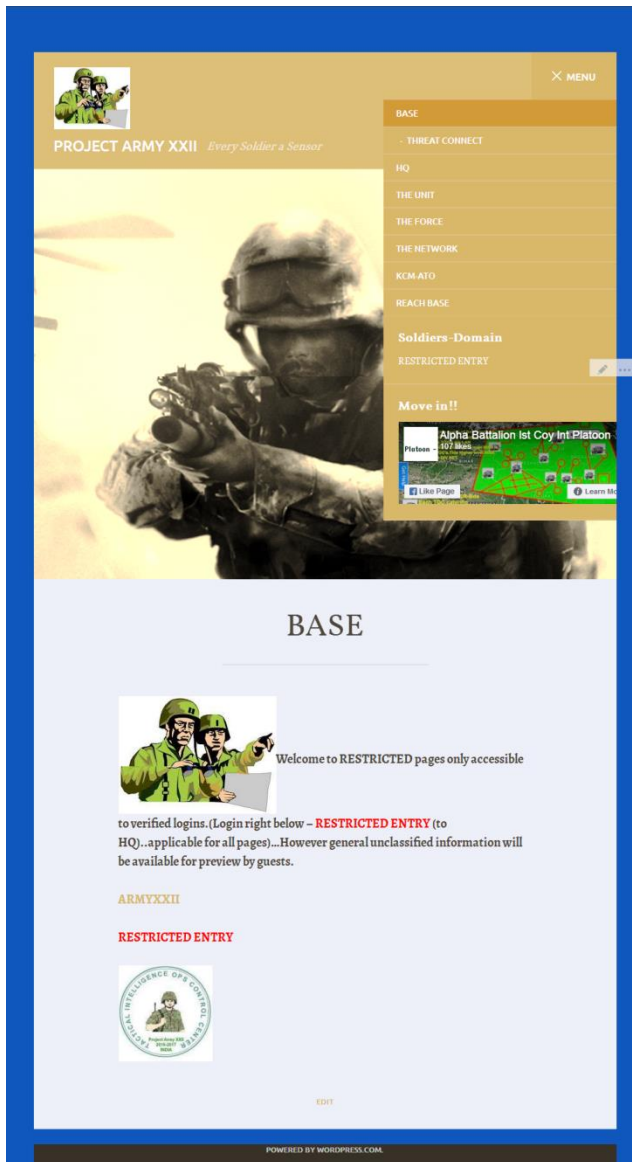 × MENU
PROJECT ARMY XXII Every Soldier a Sensor
BASE
- THREAT CONNECT
HQ
THE UNIT
THE FORCE
THE NETWORK
KCM-ATO
REACH BASE
Soldiers-Domain
RESTRICTED ENTRY
Move in!!
Alpha Battalion Ist Coy Int Platoon
Platoon -
107 likes
Like Page
Learn Mo
BASE
Welcome to RESTRICTED pages only accessible
to verified logins.(Login right below – RESTRICTED ENTRY (to
HQ)..applicable for all pages)...However general unclassified information will
be available for preview by guests.
ARMYXXII
RESTRICTED ENTRY
TACTICAL INTELLIGENCE OPS CONTROL CENTER
Project Army XXII
2016-2017
INDIA
EDIT
POWERED BY WORDPRESS.COM.